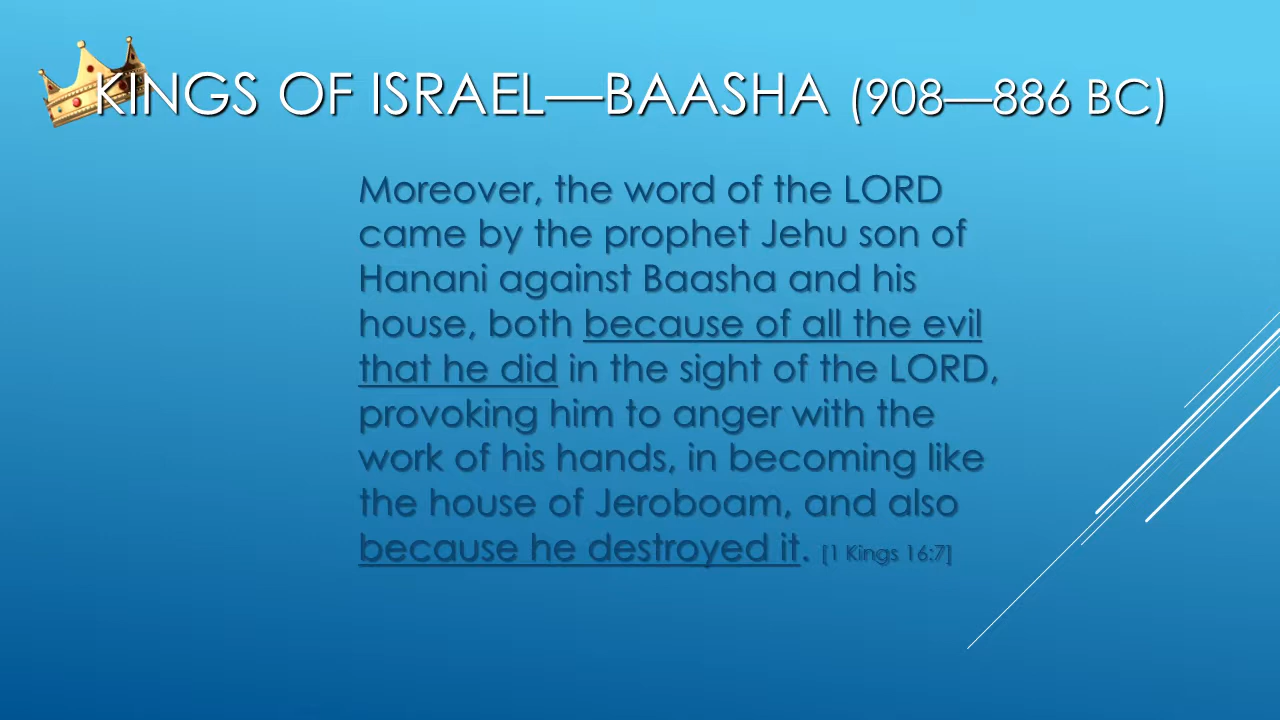 KINGS OF ISRAEL—BAASHA (908—886 BC)
Moreover, the word of the LORD
came by the prophet Jehu son of
Hanani against Baasha and his
house, both because of all the evil
that he did in the sight of the LORD,
provoking him to anger with the
work of his hands, in becoming like
the house of Jeroboam, and also
because he destroyed it. [1 Kings 16:7]